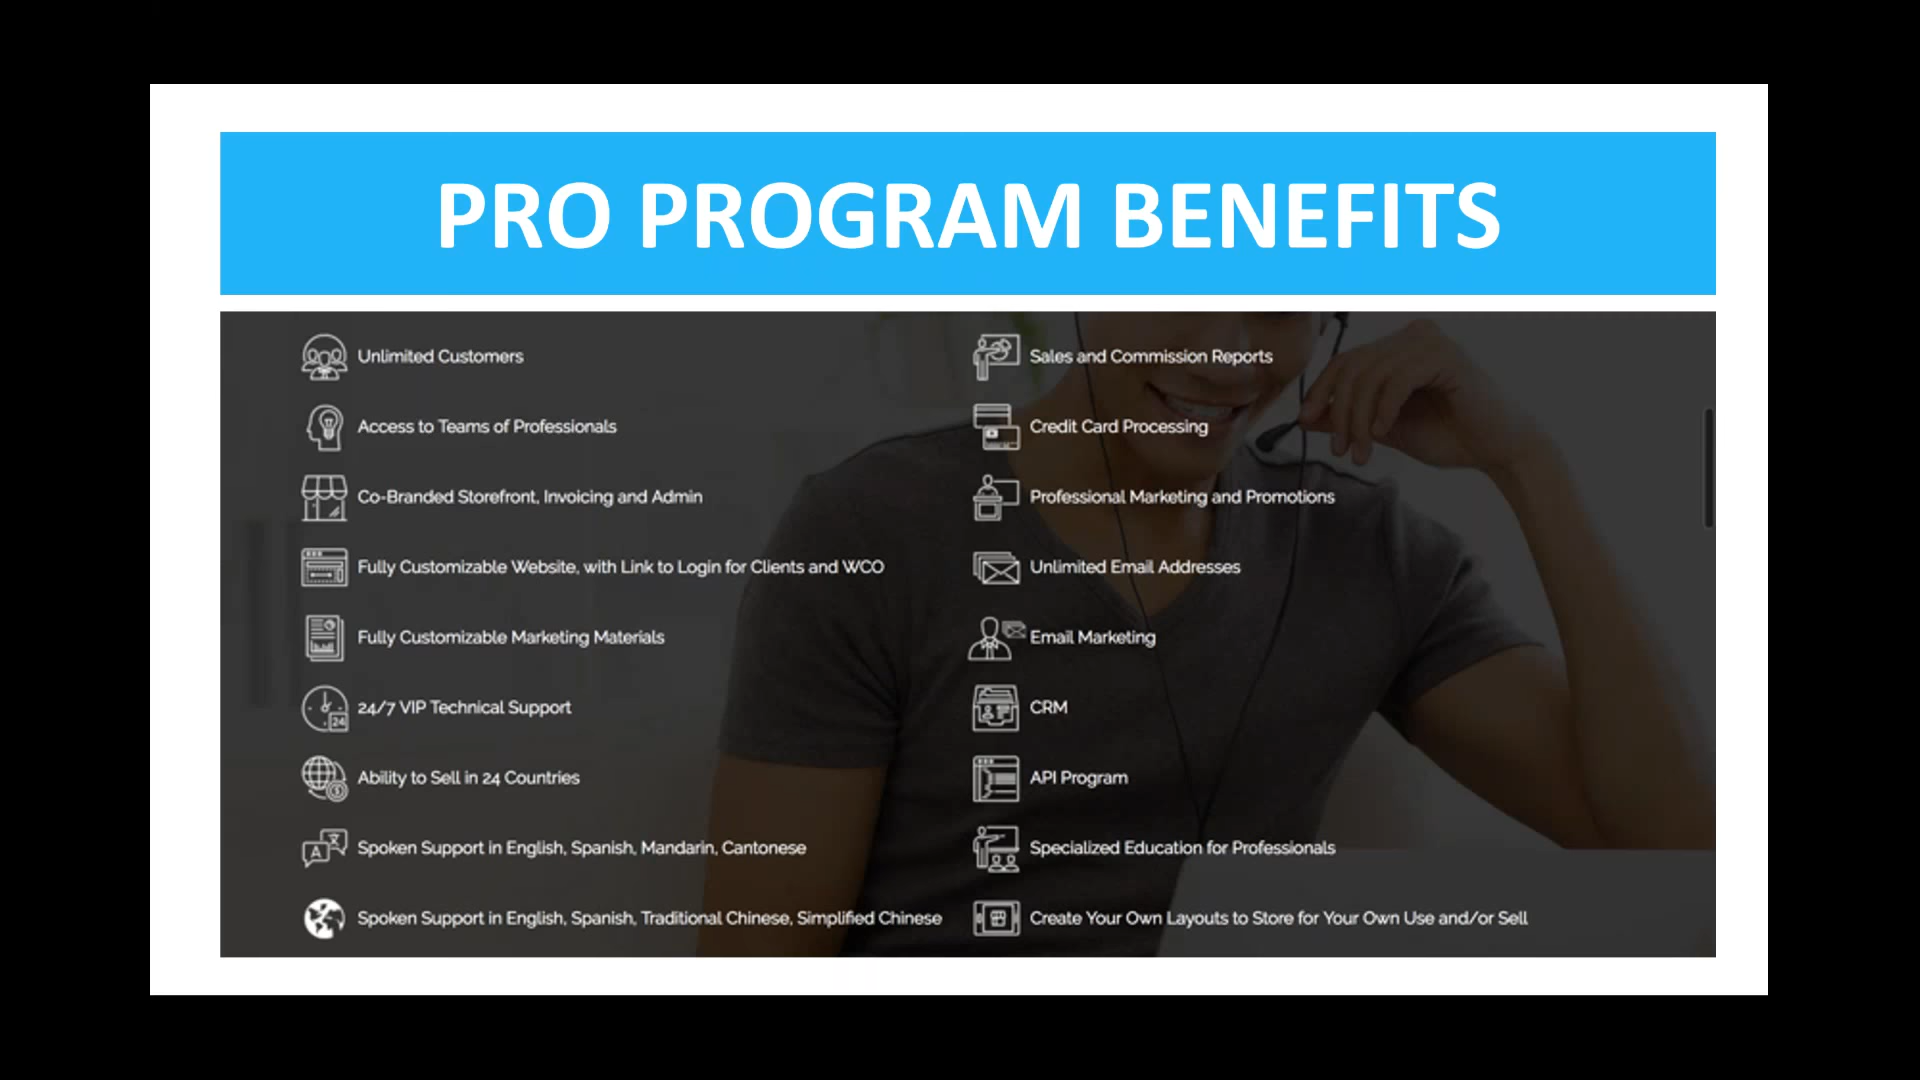 PRO PROGRAM BENEFITS
Unlimited Customers
Access to Teams of Professionals
Co-Branded Storefront, Invoicing and Admin
Fully Customizable Website, with Link to Login for Clients and WCO
Fully Customizable Marketing Materials
24/7 VIP Technical Support
Ability to Sell in 24 Countries
Spoken Support in English, Spanish, Mandarin, Cantonese
Spoken Support in English, Spanish, Traditional Chinese, Simplified Chinese
Sales and Commission Reports
Credit Card Processing
Professional Marketing and Promotions
Unlimited Email Addresses
Email Marketing
CRM
API Program
Specialized Education for Professionals
Create Your Own Layouts to Store for Your Own Use and/or Sell